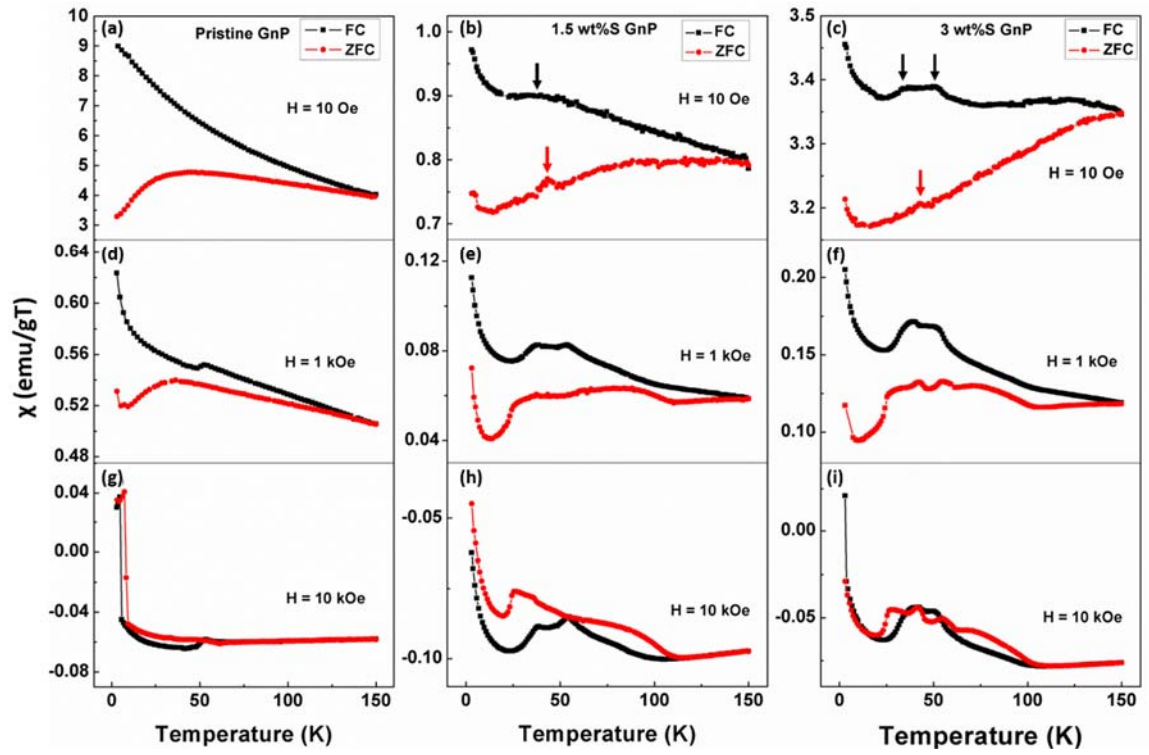 (a)
Pristine GnP
FC
ZFC
H = 10 Oe
10
9
8
7
6
5
4
3
(b)
1.5 wt%S GnP
FC
ZFC
H = 10 Oe
1.0
0.9
0.8
0.7
(c)
3 wt%S GnP
FC
ZFC
H = 10 Oe
3.5
3.4
3.3
3.2
χ (emu/gT)
(d)
H = 1 kOe
0.64
0.60
0.56
0.52
0.48
(e)
H = 1 kOe
0.12
0.08
0.04
(f)
H = 1 kOe
0.20
0.15
0.10
(g)
H = 10 kOe
0.04
0.00
-0.04
-0.08
0 50 100 150
Temperature (K)
(h)
H = 10 kOe
-0.05
-0.10
0 50 100 150
Temperature (K)
(i)
H = 10 kOe
0.00
-0.05
0 50 100 150
Temperature (K)